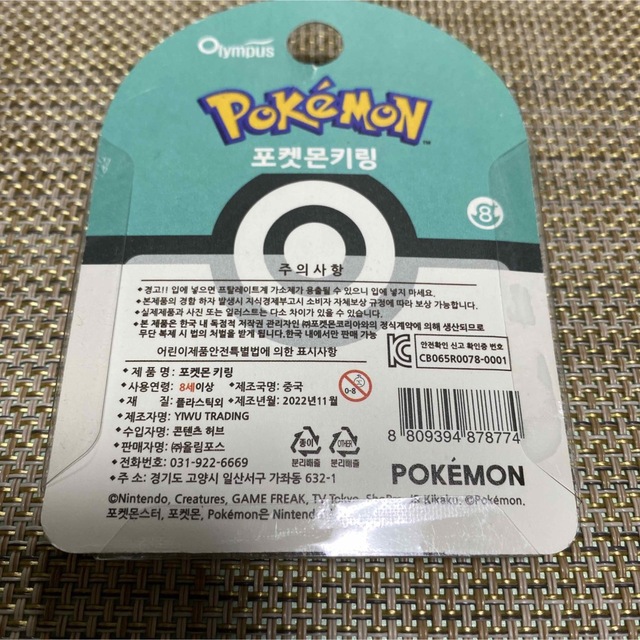 Olympus
POKéMON
TM
포켓몬키링
8+
주의사항
• 경고!! 입에 넣으면 프탈레이트계 가소제가 용출될 수 있으니 입에 넣지 마세요.
• 본제품의 경함 하자 발생시 지식경제부고시 소비자 자체보상 규정에 따라 보상 가능합니다.
• 실제제품과 사진 또는 일러스트는 다소 차이가 있을 수 있습니다.
• 본 제품은 한국 내 독점적 저작권 관리자인 ㈜포켓몬코리아와의 정식계약에 의해 생산되므로
무단 복제 시 법의 처벌을 받게 됩니다. 한국 내에서만 판매 가능
어린이제품안전특별법에 의한 표시사항
• 제 품 명 : 포켓몬 키링
• 사용연령: 8세이상 • 제조국명: 중국
• 재 질: 플라스틱외 • 제조년월: 2022년11월
0-8
• 제조자명: YIWU TRADING
• 수입자명: 콘텐츠 허브
• 판매자명: ㈜올림포스
• 전화번호: 031-922-6669
• 주 소: 경기도 고양시 일산서구 가좌동 632-1
안전확인 신고 확인증 번호
CB065R0078-0001
종이
분리배출
OTHER
분리배출
8 809394 878774
POKÉMON
©Nintendo, Creatures, GAME FREAK, TV Tokyo, ShoPro, JR Kikaku. ©Pokémon.
포켓몬스터, 포켓몬, Pokémon은 Nintend